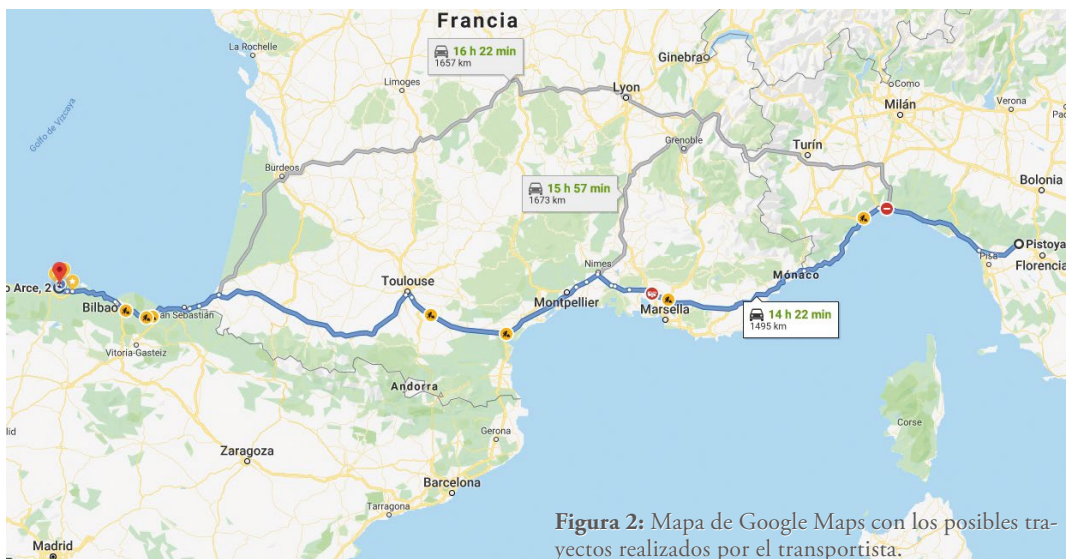 Francia
La Rochelle
16 h 22 min
1657 km
Ginebra
Limoges
Lyon
Como
Milán
Verona
Golfo de Vizcaya
Grenoble
Turín
Burdeos
15 h 57 min
1673 km
Bolonia
Pistoya
Pisa
Florencia
Nimes
Mónaco
Toulouse
Montpellier
o Arce, 2
Bilbao
an Sebastián
Marsella
14 h 22 min
1495 km
Vitoria-Gasteiz
Andorra
Corse
Gerona
lid
Zaragoza
Barcelona
Tarragona
Madrid
Figura 2: Mapa de Google Maps con los posibles tra-
yectos realizados por el transportista.